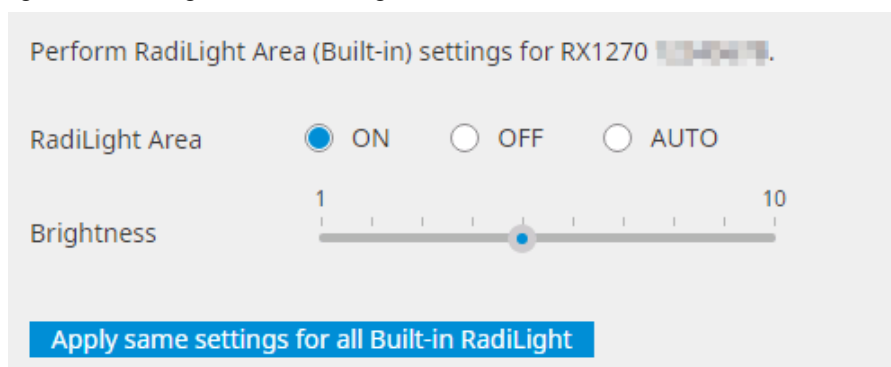 Perform RadiLight Area (Built-in) settings for RX1270 .
RadiLight Area ON OFF AUTO
1 10
Brightness
Apply same settings for all Built-in RadiLight